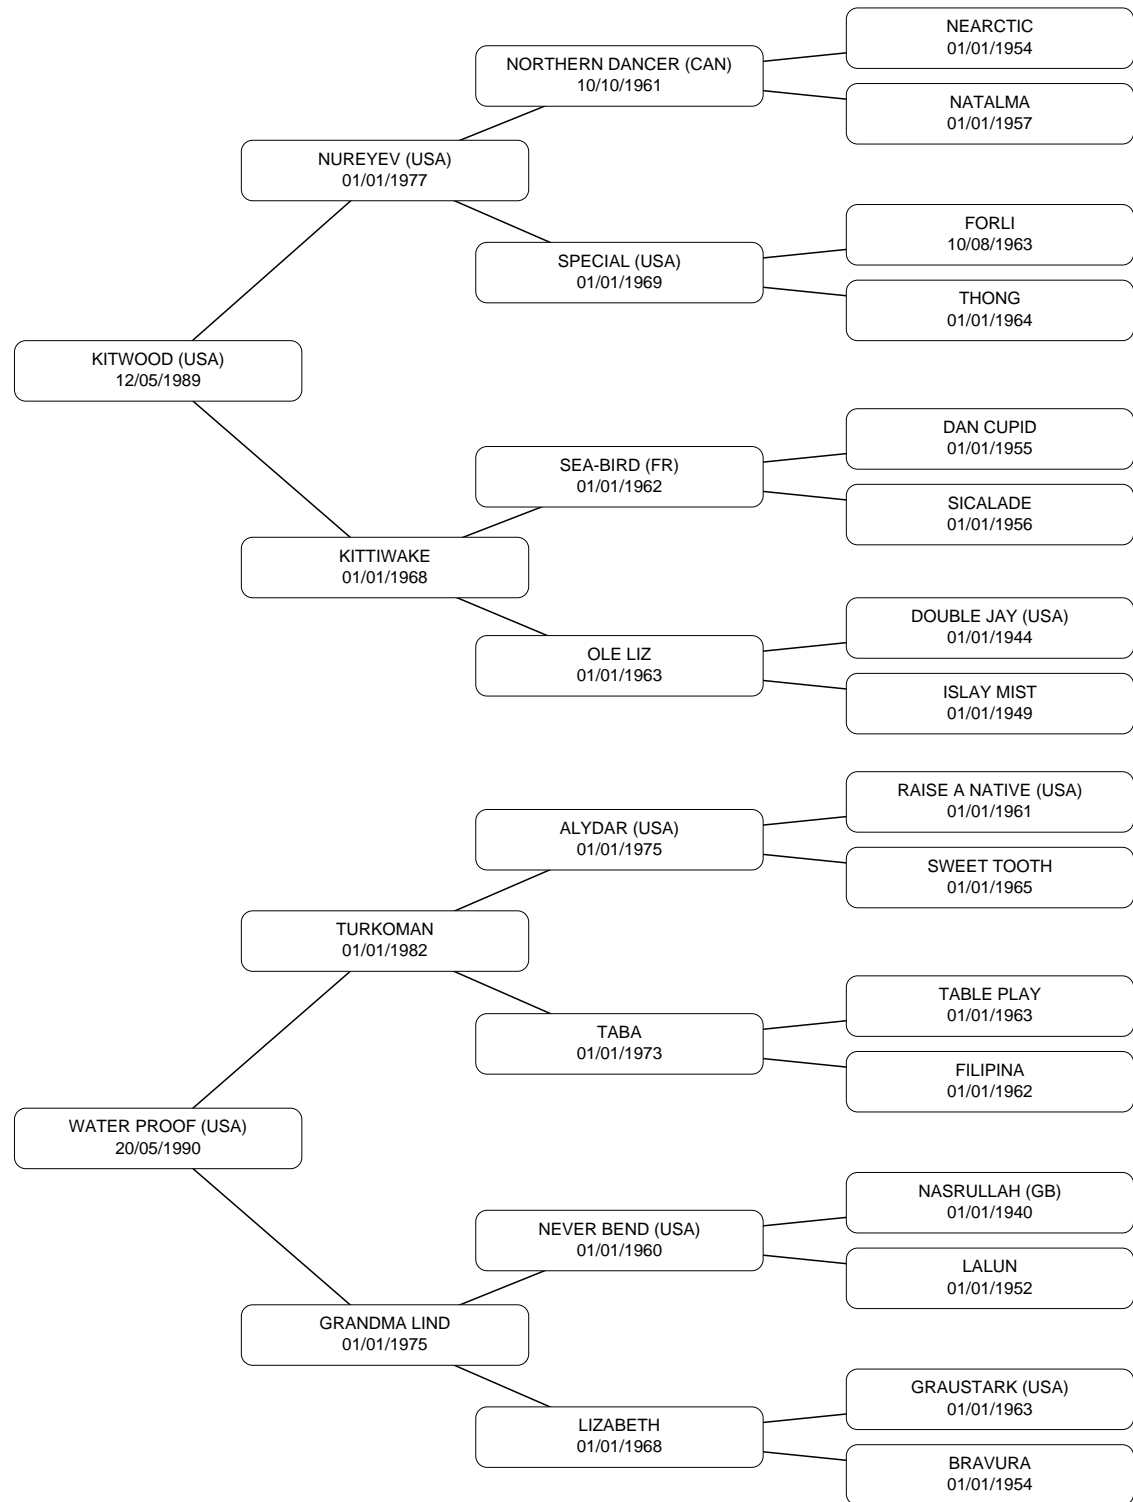 NEARCTIC
01/01/1954
NORTHERN DANCER (CAN)
10/10/1961
NATALMA
01/01/1957
NUREYEV (USA)
01/01/1977
FORLI
10/08/1963
SPECIAL (USA)
01/01/1969
THONG
01/01/1964
KITWOOD (USA)
12/05/1989
DAN CUPID
01/01/1955
SEA-BIRD (FR)
01/01/1962
SICALADE
01/01/1956
KITTIWAKE
01/01/1968
DOUBLE JAY (USA)
01/01/1944
OLE LIZ
01/01/1963
ISLAY MIST
01/01/1949
RAISE A NATIVE (USA)
01/01/1961
ALYDAR (USA)
01/01/1975
SWEET TOOTH
01/01/1965
TURKOMAN
01/01/1982
TABLE PLAY
01/01/1963
TABA
01/01/1973
FILIPINA
01/01/1962
WATER PROOF (USA)
20/05/1990
NASRULLAH (GB)
01/01/1940
NEVER BEND (USA)
01/01/1960
LALUN
01/01/1952
GRANDMA LIND
01/01/1975
GRAUSTARK (USA)
01/01/1963
LIZABETH
01/01/1968
BRAVURA
01/01/1954